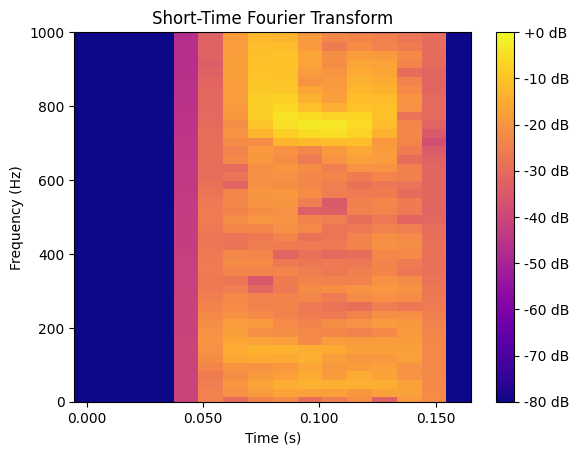 Short-Time Fourier Transform
1000
800
600
400
200
0
Frequency (Hz)
0.000
0.050
0.100
0.150
Time (s)
+0 dB
-10 dB
-20 dB
-30 dB
-40 dB
-50 dB
-60 dB
-70 dB
-80 dB